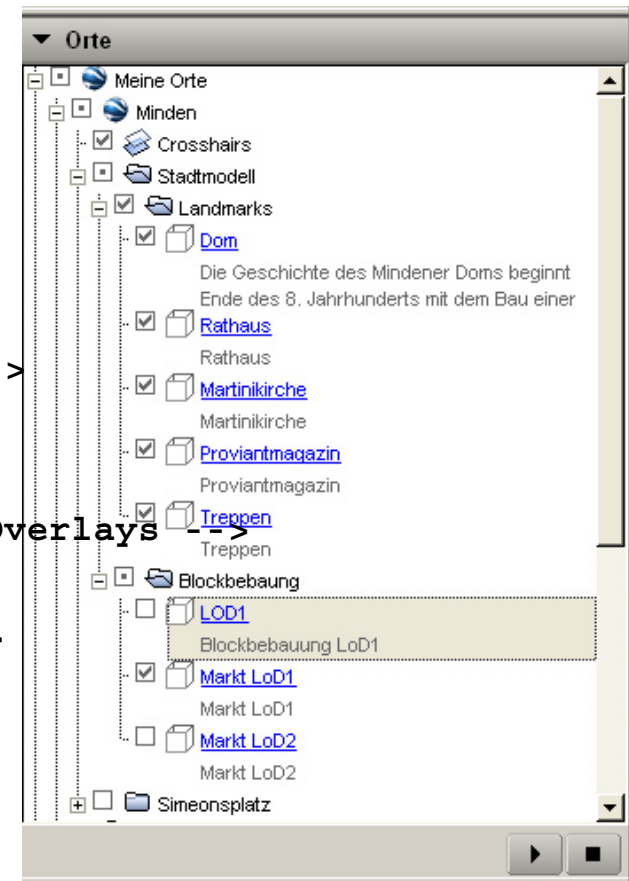 Orte
Meine Orte
Minden
Crosshairs
Stadtmodell
Landmarks
Dom
Die Geschichte des Mindener Doms beginnt
Ende des 8. Jahrhunderts mit dem Bau einer
Rathaus
Rathaus
>
Martinikirche
Martinikirche
Proviantmagazin
Proviantmagazin
Treppen
Overlays -->
Treppen
Blockbebaung
LOD1
Blockbebauung LoD1
Markt LoD1
Markt LoD1
Markt LoD2
Markt LoD2
Simeonsplatz